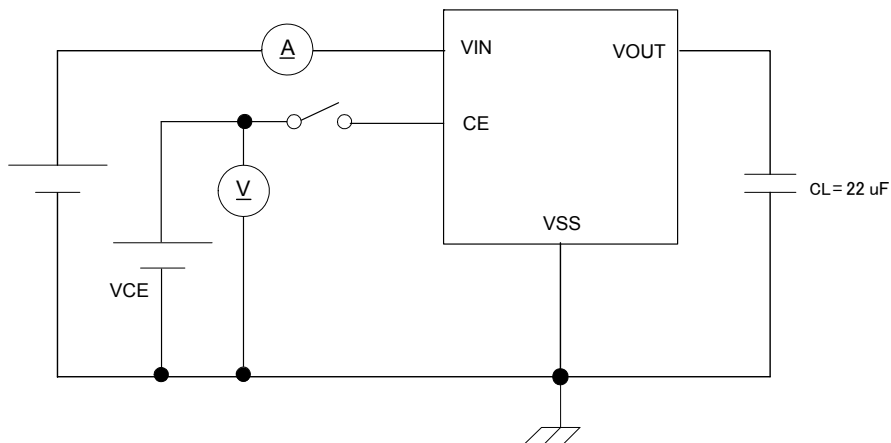 A
VIN
VOUT
CE
V
VSS
CL= 22 uF
VCE